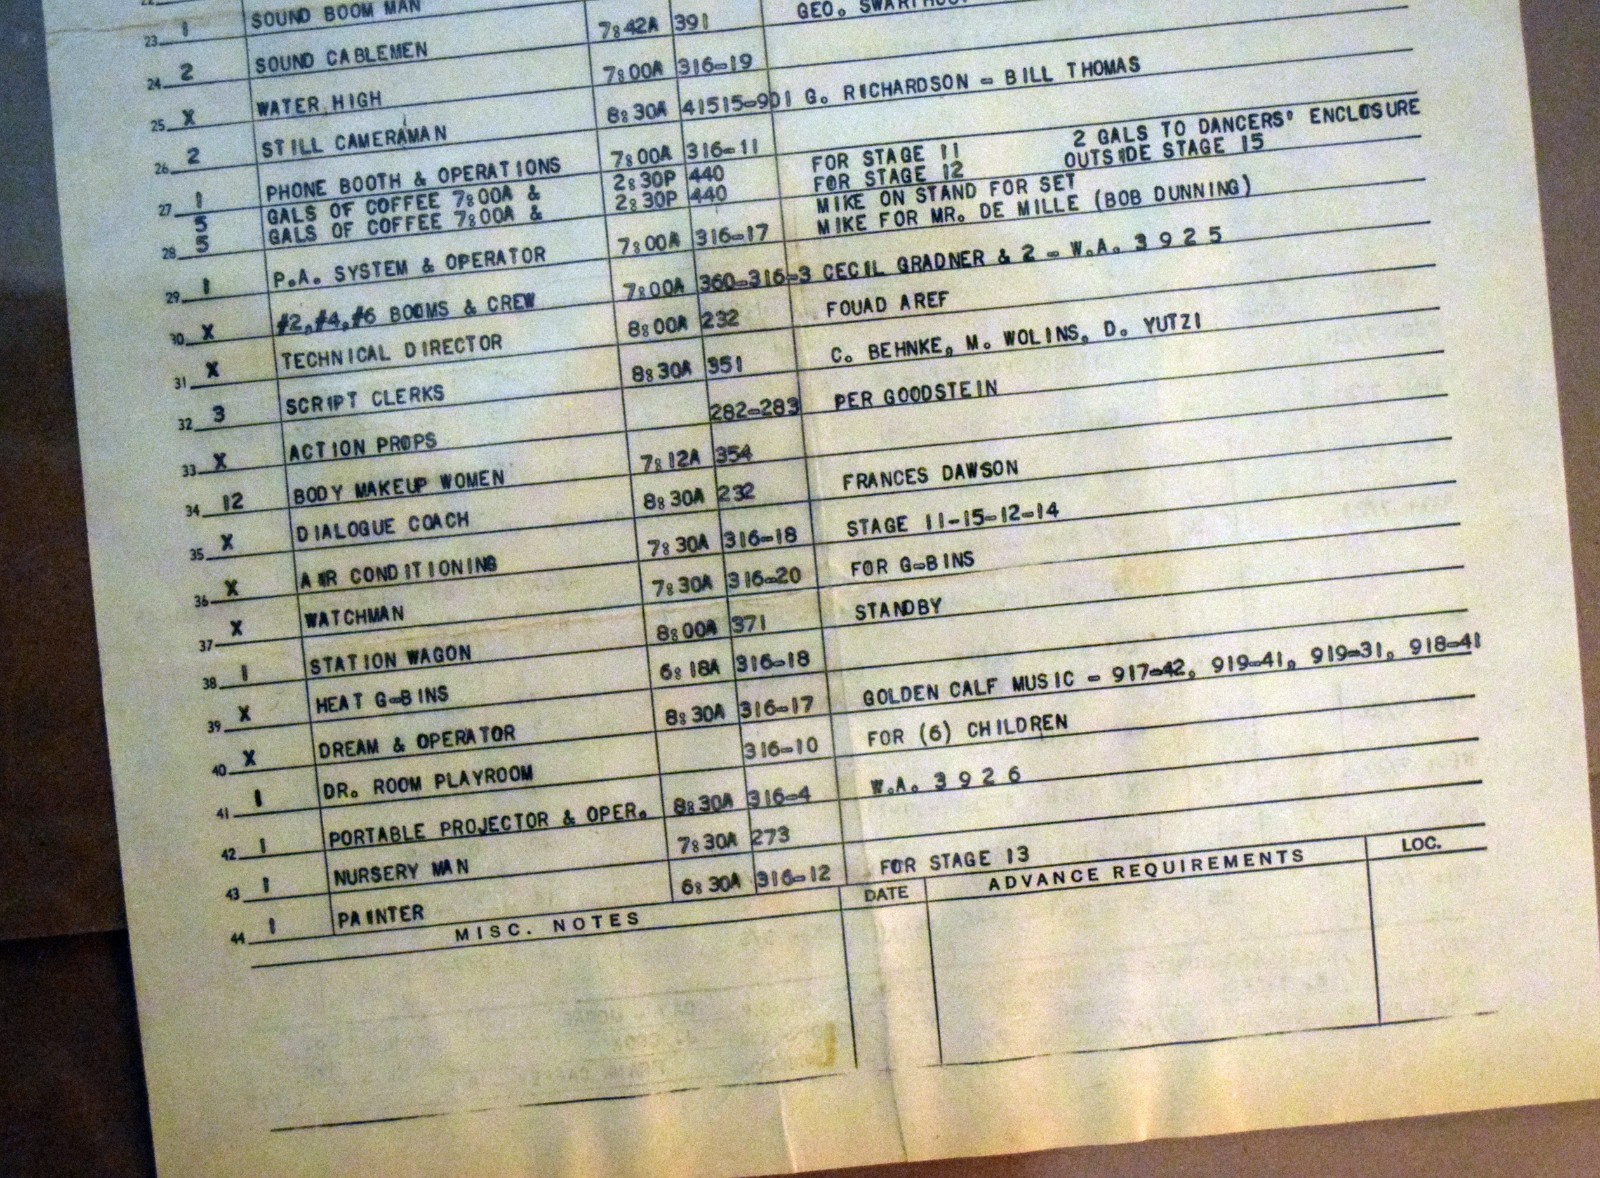 23 1 SOUND BOOM MAN
24 2 SOUND CABLEMEN 7:42A 391 GEO.
25 X WATER, HIGH 7:00A 316-19
26 2 STILL CAMERAMAN 8:30A 41515-901 G. RICHARDSON - BILL THOMAS
27 1 PHONE BOOTH & OPERATIONS 7:00A 316-11
5 GALS OF COFFEE 7:00A & 2:30P 440 FOR STAGE 11 2 GALS TO DANCERS' ENCLOSURE
28 5 GALS OF COFFEE 7:00A & 2:30P 440 FOR STAGE 12 OUTSIDE STAGE 15
MIKE ON STAND FOR SET
29 1 P.A. SYSTEM & OPERATOR 7:00A 316-17 MIKE FOR MR. DE MILLE (BOB DUNNING)
30 X #2,#4,#6 BOOMS & CREW 7:00A 360-316-3 CECIL GRADNER & 2 - W.A. 3 9 2 5
31 X TECHNICAL DIRECTOR 8:00A 232 FOUAD AREF
32 3 SCRIPT CLERKS 8:30A 351 C. BEHNKE, M. WOLINS, D. YUTZI
33 X ACTION PROPS 282-283 PER GOODSTEIN
34 12 BODY MAKEUP WOMEN 7:12A 354
35 X DIALOGUE COACH 8:30A 232 FRANCES DAWSON
36 X AIR CONDITIONING 7:30A 316-18 STAGE 11-15-12-14
37 X WATCHMAN 7:30A 316-20 FOR G-BINS
38 1 STATION WAGON 8:00A 371 STANDBY
39 X HEAT G-BINS 6:18A 316-18
40 X DREAM & OPERATOR 8:30A 316-17 GOLDEN CALF MUSIC - 917-42, 919-41, 919-31, 918-41
41 1 DR. ROOM PLAYROOM 316-10 FOR (6) CHILDREN
42 1 PORTABLE PROJECTOR & OPER. 8:30A 316-4 W.A. 3 9 2 6
43 1 NURSERY MAN 7:30A 273
44 1 PAINTER 6:30A 316-12 FOR STAGE 13
MISC. NOTES DATE ADVANCE REQUIREMENTS LOC.